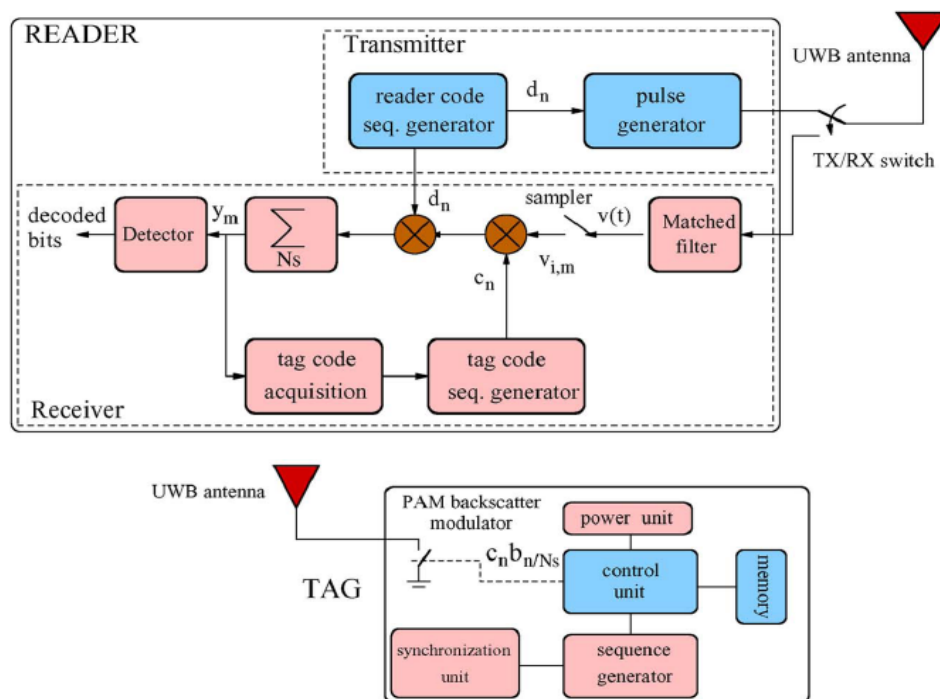 READER
Transmitter
UWB antenna
reader code
seq. generator
d_n
pulse
generator
TX/RX switch
decoded
bits
Detector
y_m
∑
Ns
d_n
sampler
v(t)
v_{i,m}
c_n
Matched
filter
tag code
acquisition
tag code
seq. generator
Receiver
UWB antenna
PAM backscatter
modulator
c_n b_{n/Ns}
TAG
power unit
control
unit
memory
synchronization
unit
sequence
generator